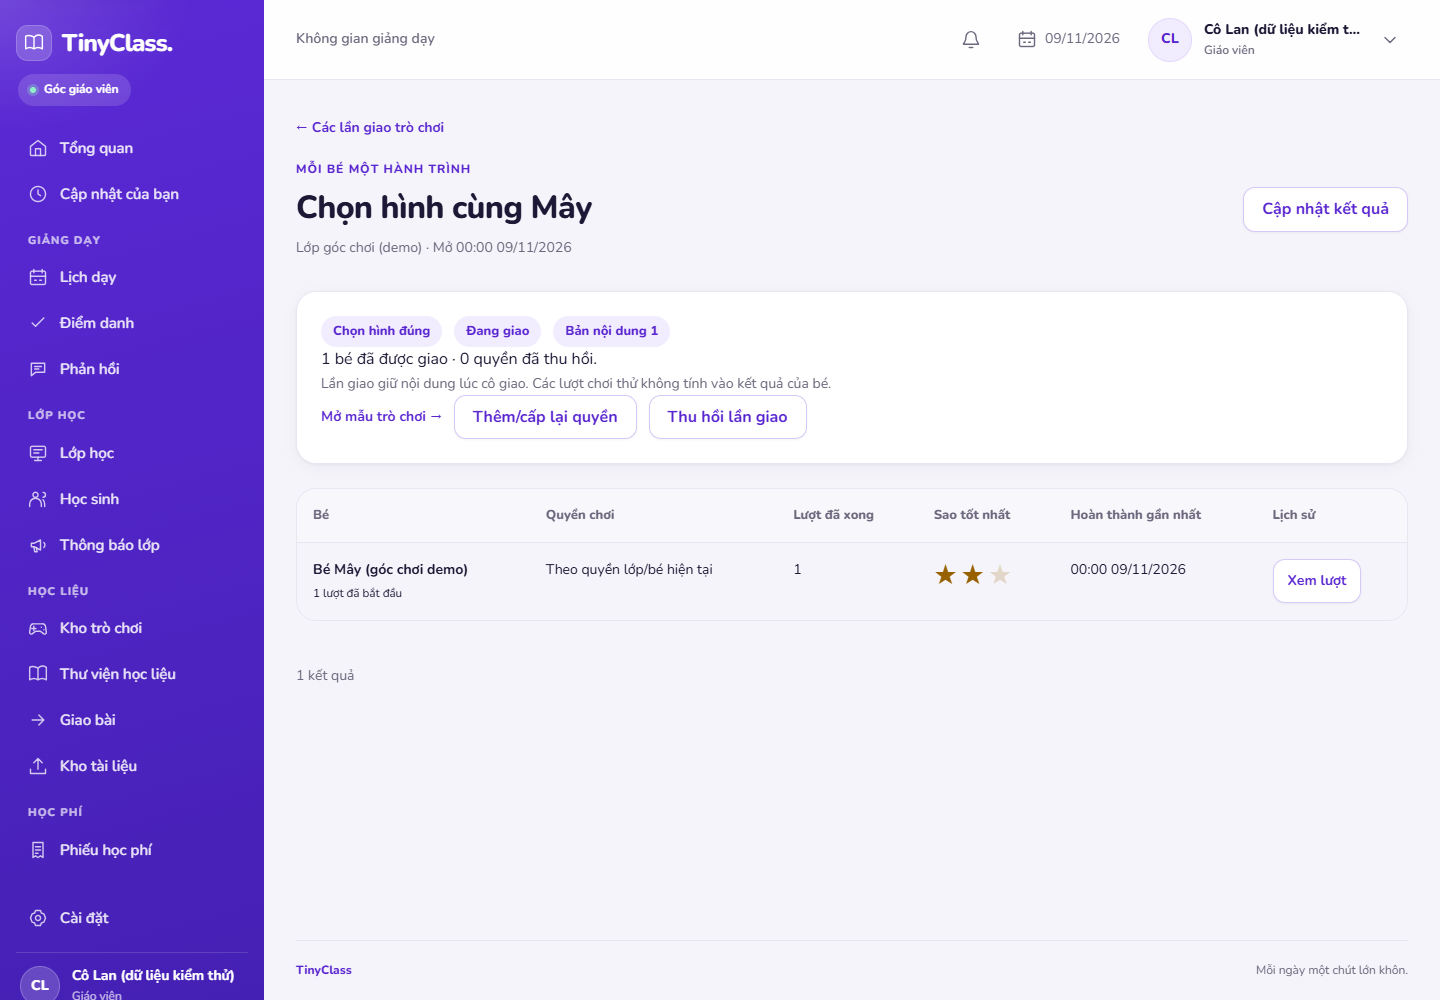 TinyClass.
Góc giáo viên
Tổng quan
Cập nhật của bạn
GIẢNG DẠY
Lịch dạy
Điểm danh
Phản hồi
LỚP HỌC
Lớp học
Học sinh
Thông báo lớp
HỌC LIỆU
Kho trò chơi
Thư viện học liệu
Giao bài
Kho tài liệu
HỌC PHÍ
Phiếu học phí
Cài đặt
CL
Cô Lan (dữ liệu kiểm thử)
Giáo viên
Không gian giảng dạy
09/11/2026
CL
Cô Lan (dữ liệu kiểm t...
Giáo viên
← Các lần giao trò chơi
MỖI BÉ MỘT HÀNH TRÌNH
Chọn hình cùng Mây
Cập nhật kết quả
Lớp góc chơi (demo) · Mở 00:00 09/11/2026
Chọn hình đúng Đang giao Bản nội dung 1
1 bé đã được giao · 0 quyền đã thu hồi.
Lần giao giữ nội dung lúc cô giao. Các lượt chơi thử không tính vào kết quả của bé.
Mở mẫu trò chơi → Thêm/cấp lại quyền Thu hồi lần giao
Bé Quyền chơi Lượt đã xong Sao tốt nhất Hoàn thành gần nhất Lịch sử
Bé Mây (góc chơi demo) Theo quyền lớp/bé hiện tại 1 00:00 09/11/2026 Xem lượt
1 lượt đã bắt đầu
1 kết quả
TinyClass
Mỗi ngày một chút lớn khôn.